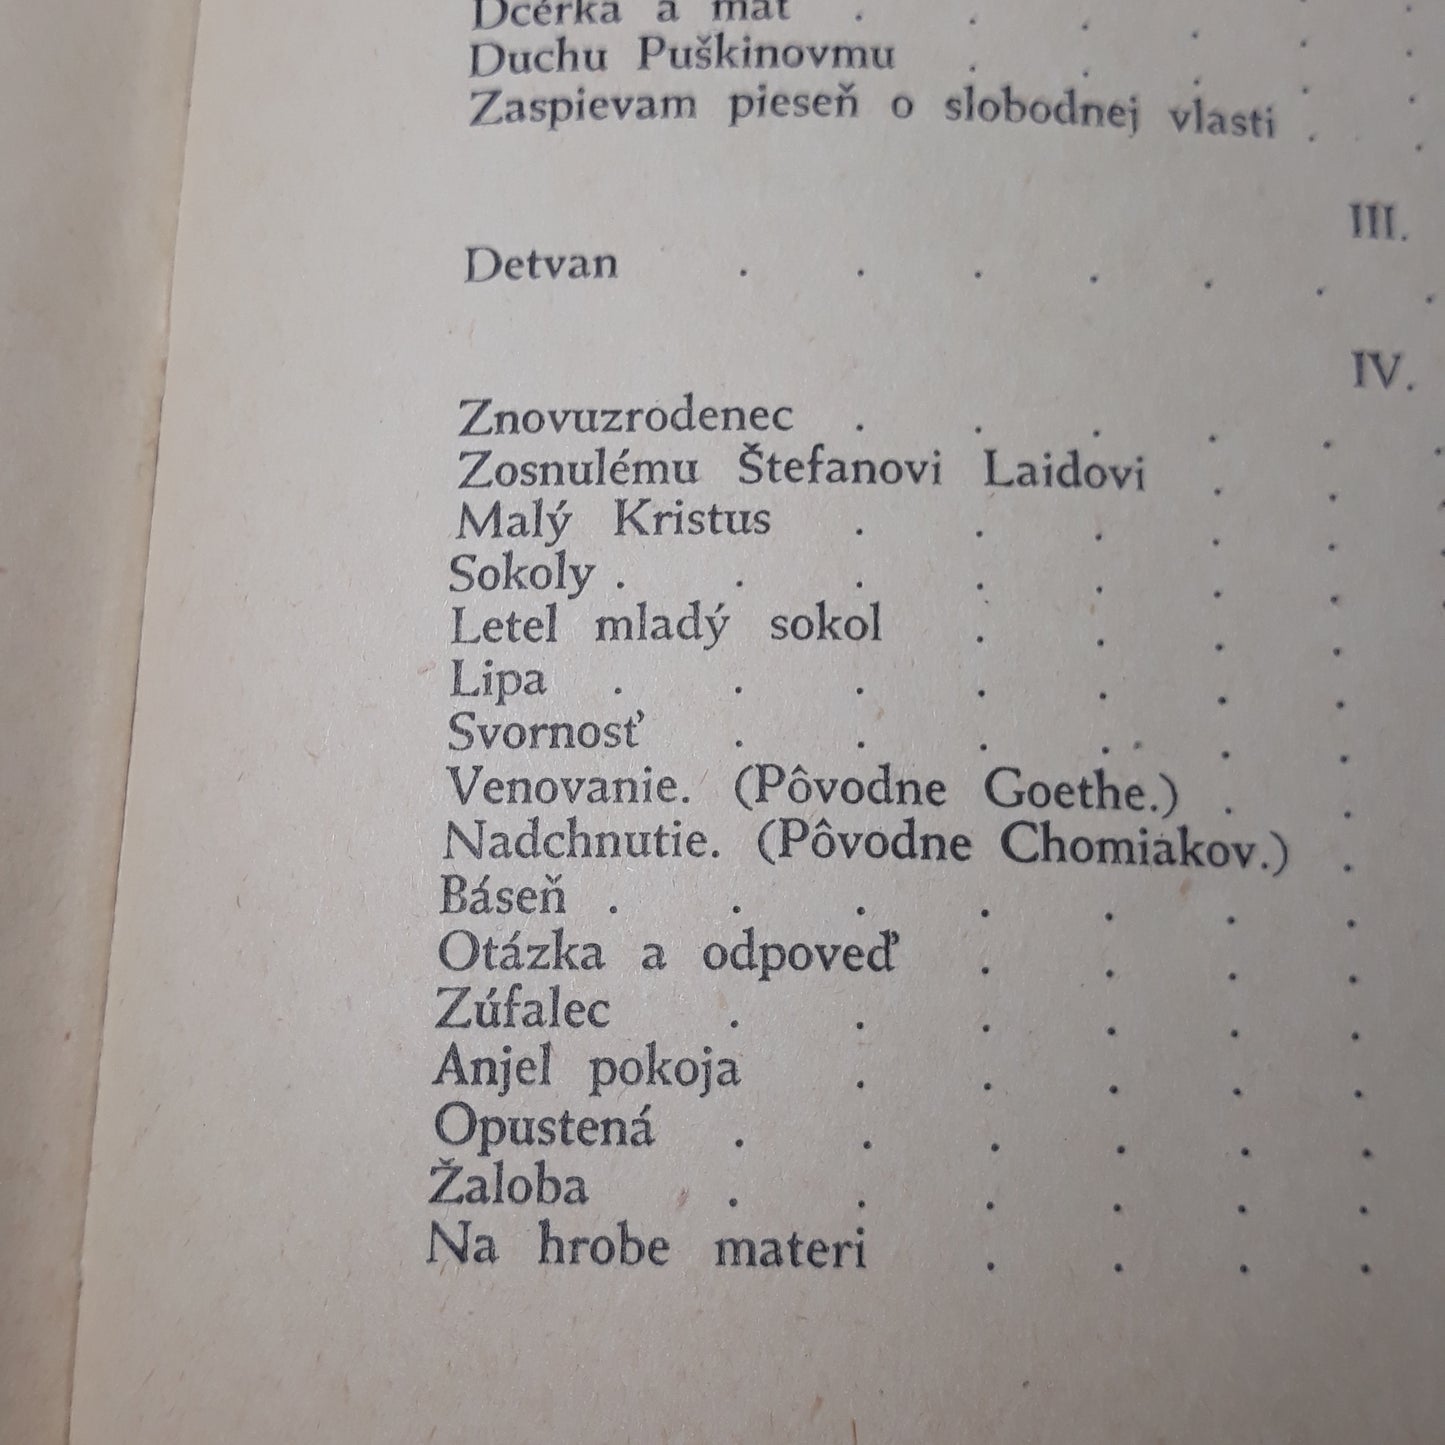 Dcérka a mať
Duchu Puškinovmu . . . . .
Zaspievam pieseň o slobodnej vlasti . .
III.
Detvan . . . . . . .
IV.
Znovuzrodenec . . . . . .
Zosnulému Štefanovi Laidovi . . .
Malý Kristus . . . . . .
Sokoly . . . . . . . .
Letel mladý sokol . . . .
Lipa . . . . . . .
Svornosť . . . . . .
Venovanie. (Pôvodne Goethe.) . .
Nadchnutie. (Pôvodne Chomiakov.) .
Báseň . . . . . . .
Otázka a odpoveď . . . .
Zúfalec . . . . . .
Anjel pokoja . . . . .
Opustená . . . . . .
Žaloba . . . . . .
Na hrobe materi . . . .